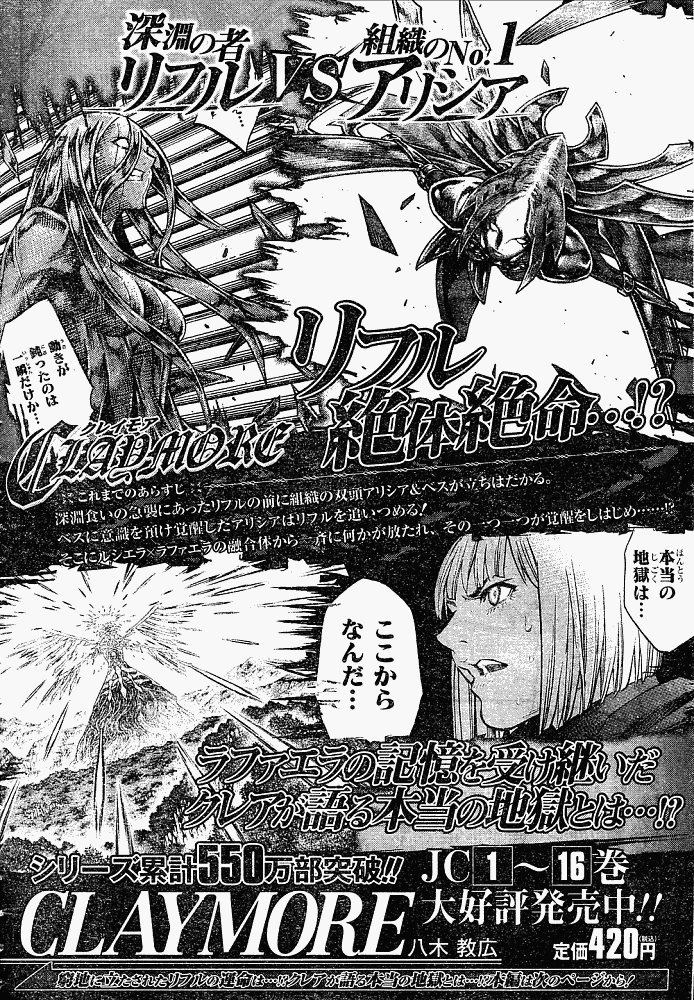 深淵の者
リフル
VS
組織のNo.1
アリシア
動きが
鈍ったのは
一瞬だけか…
リフル
絶体絶命…!?
クレイモア
CLAYMORE
これまでのあらすじ
深淵食いの急襲にあったリフルの前に組織の双頭アリシア&ベスが立ちはだかる。
ベスに意識を預け覚醒したアリシアはリフルを追いつめる!
そこにルシエラ×ラファエラの融合体から一斉に何かが放たれ、その一つ一つが覚醒をしはじめ……!?
本当の
ほんとう
地獄は…
じごく
ここから
なんだ…
ラファエラの記憶を受け継いだ
クレアが語る本当の地獄とは…!?
シリーズ累計550万部突破!!
JC1～16巻
大好評発売中!!
CLAYMORE
八木 教広
定価420円(税込)
窮地に立たされたリフルの運命は…!?クレアが語る本当の地獄とは…!?本編は次のページから!